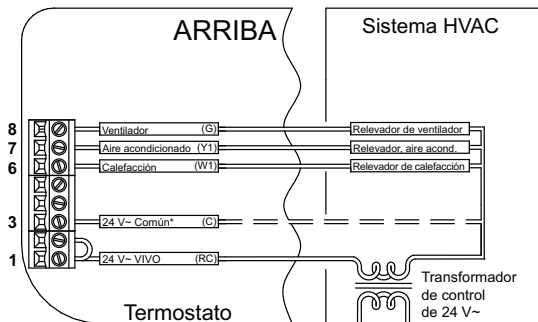 ARRIBA
Sistema HVAC
8 Ventilador (G) Relevador de ventilador
7 Aire acondicionado (Y1) Relevador, aire acond.
6 Calefacción (W1) Relevador de calefacción
3 24 V~ Común* (C)
1 24 V~ VIVO (RC)
Transformador
de control
de 24 V~
Termostato